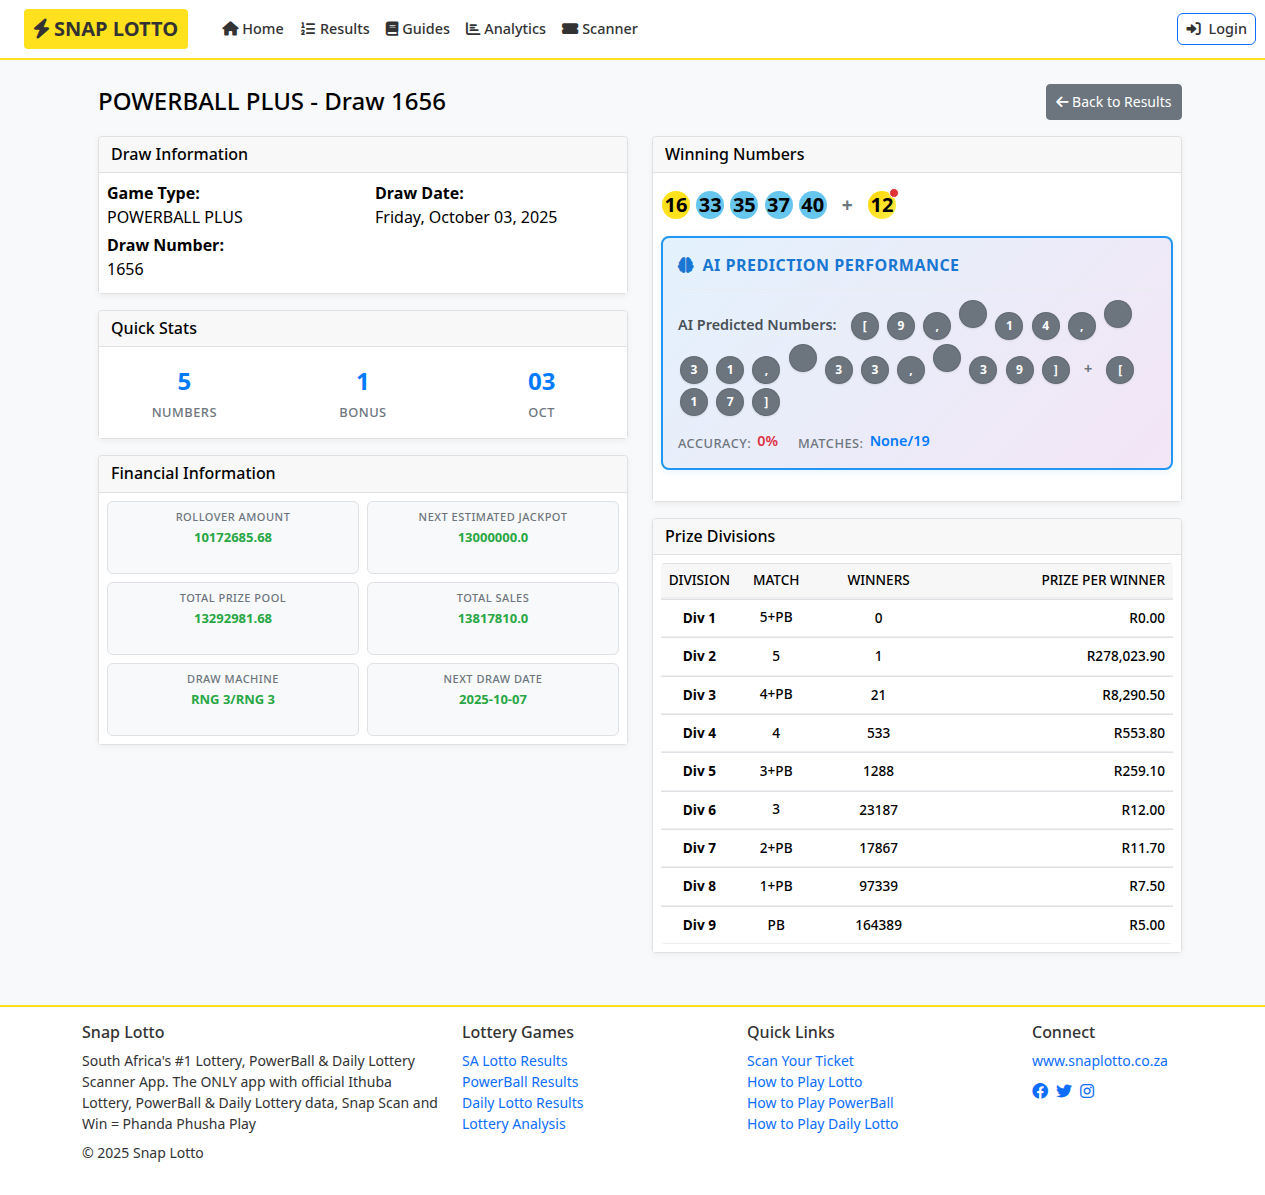 SNAP LOTTO Home Results Guides Analytics Scanner Login
POWERBALL PLUS - Draw 1656
Back to Results
Draw Information
Game Type:
POWERBALL PLUS
Draw Date:
Friday, October 03, 2025
Draw Number:
1656
Quick Stats
5
NUMBERS
1
BONUS
03
OCT
Financial Information
ROLLOVER AMOUNT
10172685.68
NEXT ESTIMATED JACKPOT
13000000.0
TOTAL PRIZE POOL
13292981.68
TOTAL SALES
13817810.0
DRAW MACHINE
RNG 3/RNG 3
NEXT DRAW DATE
2025-10-07
Winning Numbers
16 33 35 37 40 + 12
AI PREDICTION PERFORMANCE
AI Predicted Numbers: [ 9 , 1 4 ,
3 1 , 3 3 , 3 9 ] + [
1 7 ]
ACCURACY: 0% MATCHES: None/19
Prize Divisions
DIVISION MATCH WINNERS PRIZE PER WINNER
Div 1 5+PB 0 R0.00
Div 2 5 1 R278,023.90
Div 3 4+PB 21 R8,290.50
Div 4 4 533 R553.80
Div 5 3+PB 1288 R259.10
Div 6 3 23187 R12.00
Div 7 2+PB 17867 R11.70
Div 8 1+PB 97339 R7.50
Div 9 PB 164389 R5.00
Snap Lotto
South Africa's #1 Lottery, PowerBall & Daily Lottery
Scanner App. The ONLY app with official Ithuba
Lottery, PowerBall & Daily Lottery data, Snap Scan and
Win = Phanda Phusha Play
© 2025 Snap Lotto
Lottery Games
SA Lotto Results
PowerBall Results
Daily Lotto Results
Lottery Analysis
Quick Links
Scan Your Ticket
How to Play Lotto
How to Play PowerBall
How to Play Daily Lotto
Connect
www.snaplotto.co.za